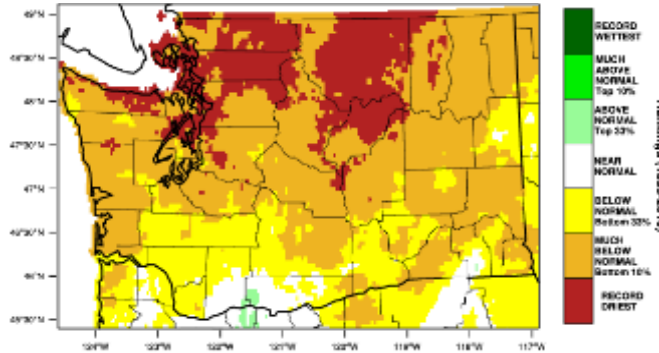 49°N
48°30'N
48°N
47°30'N
47°N
46°30'N
46°N
45°30'N
124°W
123°W
122°W
121°W
120°W
119°W
118°W
117°W
RECORD
WETTEST
MUCH
ABOVE
NORMAL
Top 10%
ABOVE
NORMAL
Top 33%
NEAR
NORMAL
BELOW
NORMAL
Bottom 33%
MUCH
BELOW
NORMAL
Bottom 10%
RECORD
DRIEST